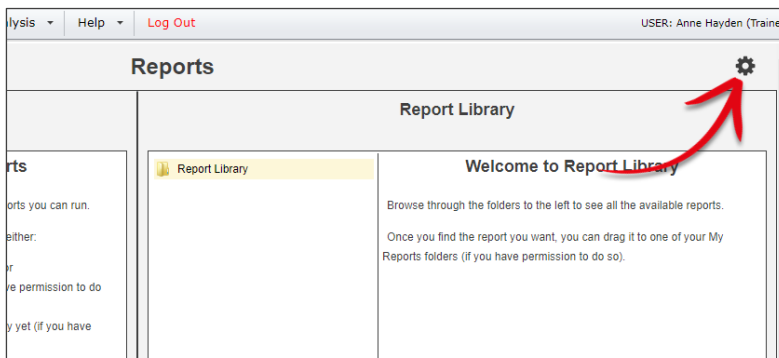 Help Log Out USER: Anne Hayden
Reports
Report Library
Report Library
Welcome to Report Library
Browse through the folders to the left to see all the available reports.
Once you find the report you want, you can drag it to one of your My
Reports folders (if you have permission to do so).
rts
orts you can run.
either:
or
ve permission to do
y yet (if you have